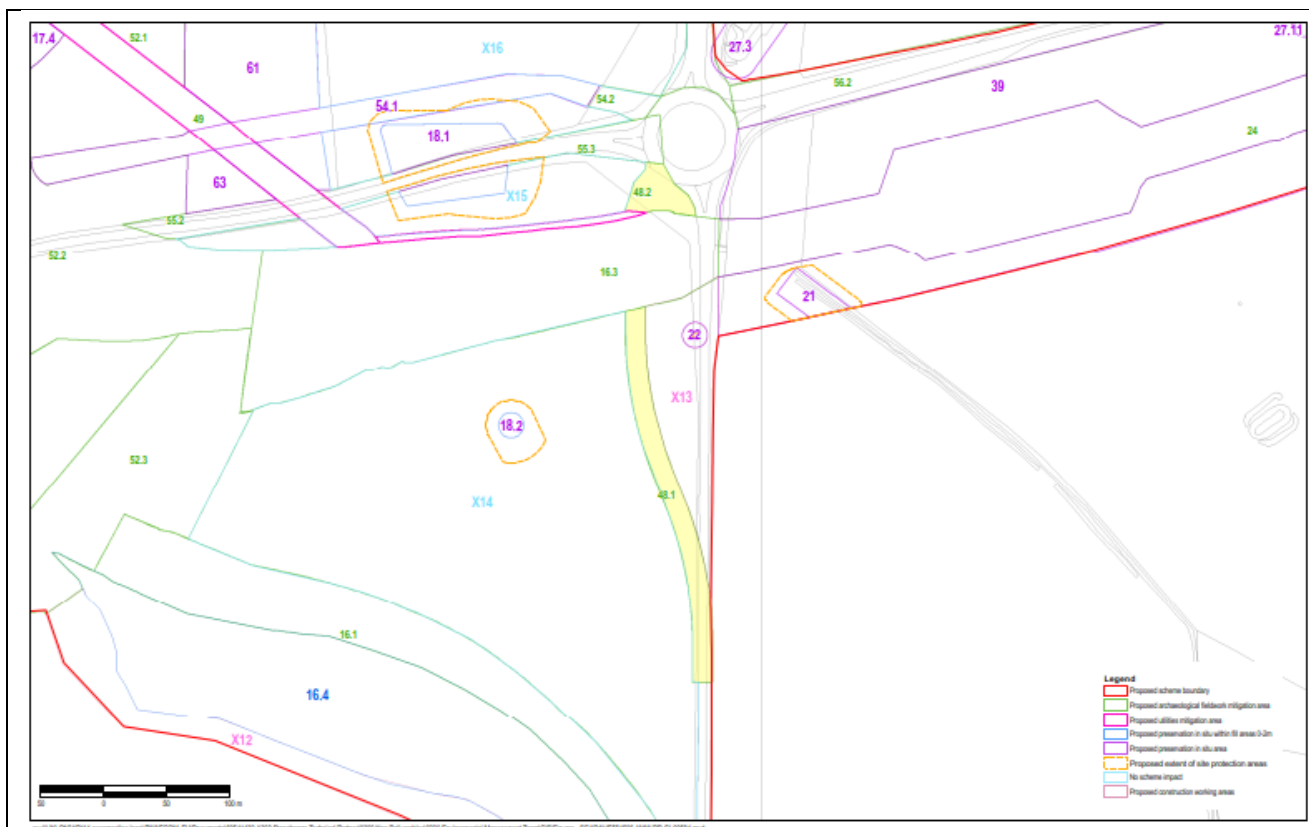 17.4
52.1
X16
27.3
27.11
61
56.2
39
54.1
54.2
49
18.1
24
55.3
63
X15
48.2
55.2
52.2
16.3
21
22
X13
18.2
52.3
48.1
X14
16.1
16.4
X12
Legend
Proposed scheme boundary
Proposed archaeological fieldwork mitigation area
Proposed utilities mitigation area
Proposed preservation in situ within fill areas 0-2m
Proposed preservation in situ area
Proposed extent of site protection areas
No scheme impact
Proposed construction working areas
50 0 50 100 m